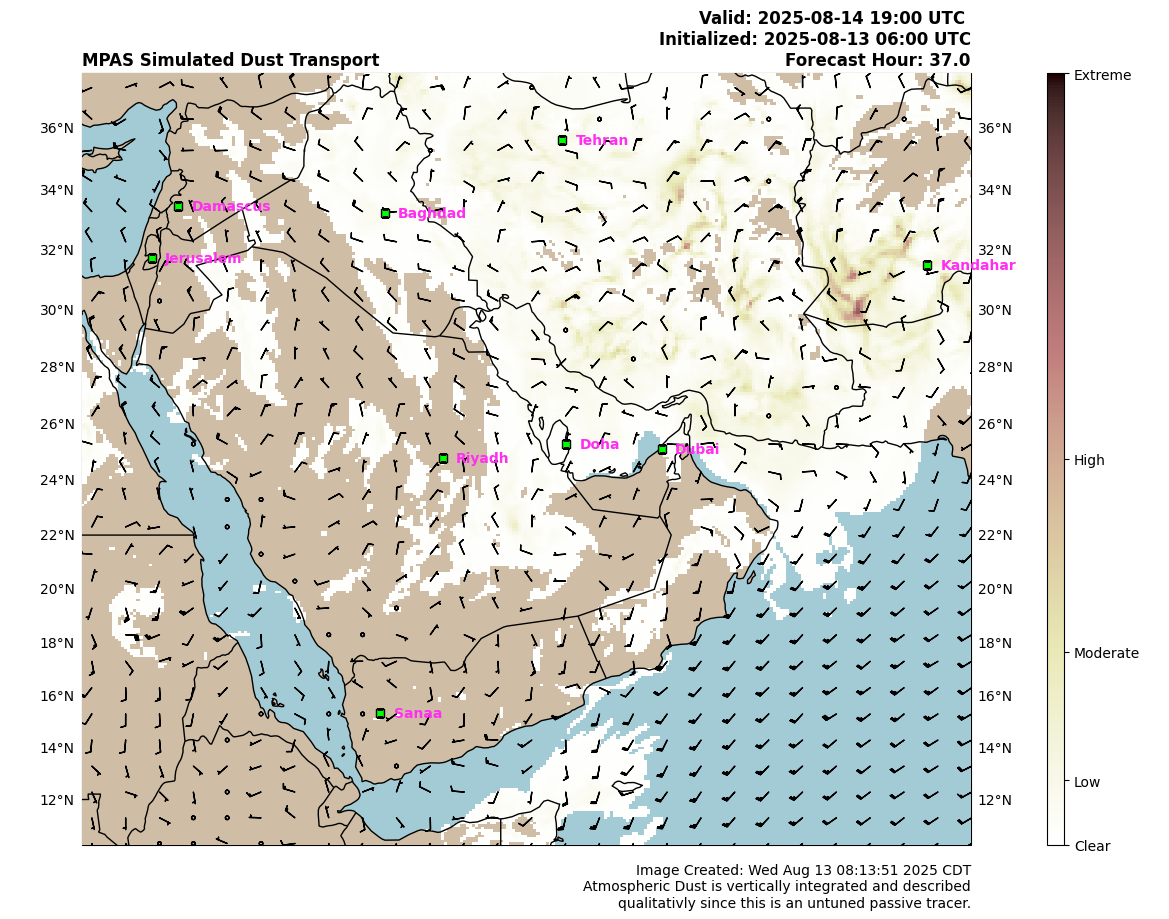 Valid: 2025-08-14 19:00 UTC
Initialized: 2025-08-13 06:00 UTC
MPAS Simulated Dust Transport Forecast Hour: 37.0
Extreme
36°N 36°N
Tehran
34°N 34°N
Damascus Baghdad
32°N 32°N
Jerusalem Kandahar
30°N 30°N
28°N 28°N
26°N 26°N
Doha Dubai
Riyadh High
24°N 24°N
22°N 22°N
20°N 20°N
18°N 18°N
Moderate
16°N 16°N
Sanaa
14°N 14°N
Low
12°N 12°N
Clear
Image Created: Wed Aug 13 08:13:51 2025 CDT
Atmospheric Dust is vertically integrated and described
qualitativly since this is an untuned passive tracer.